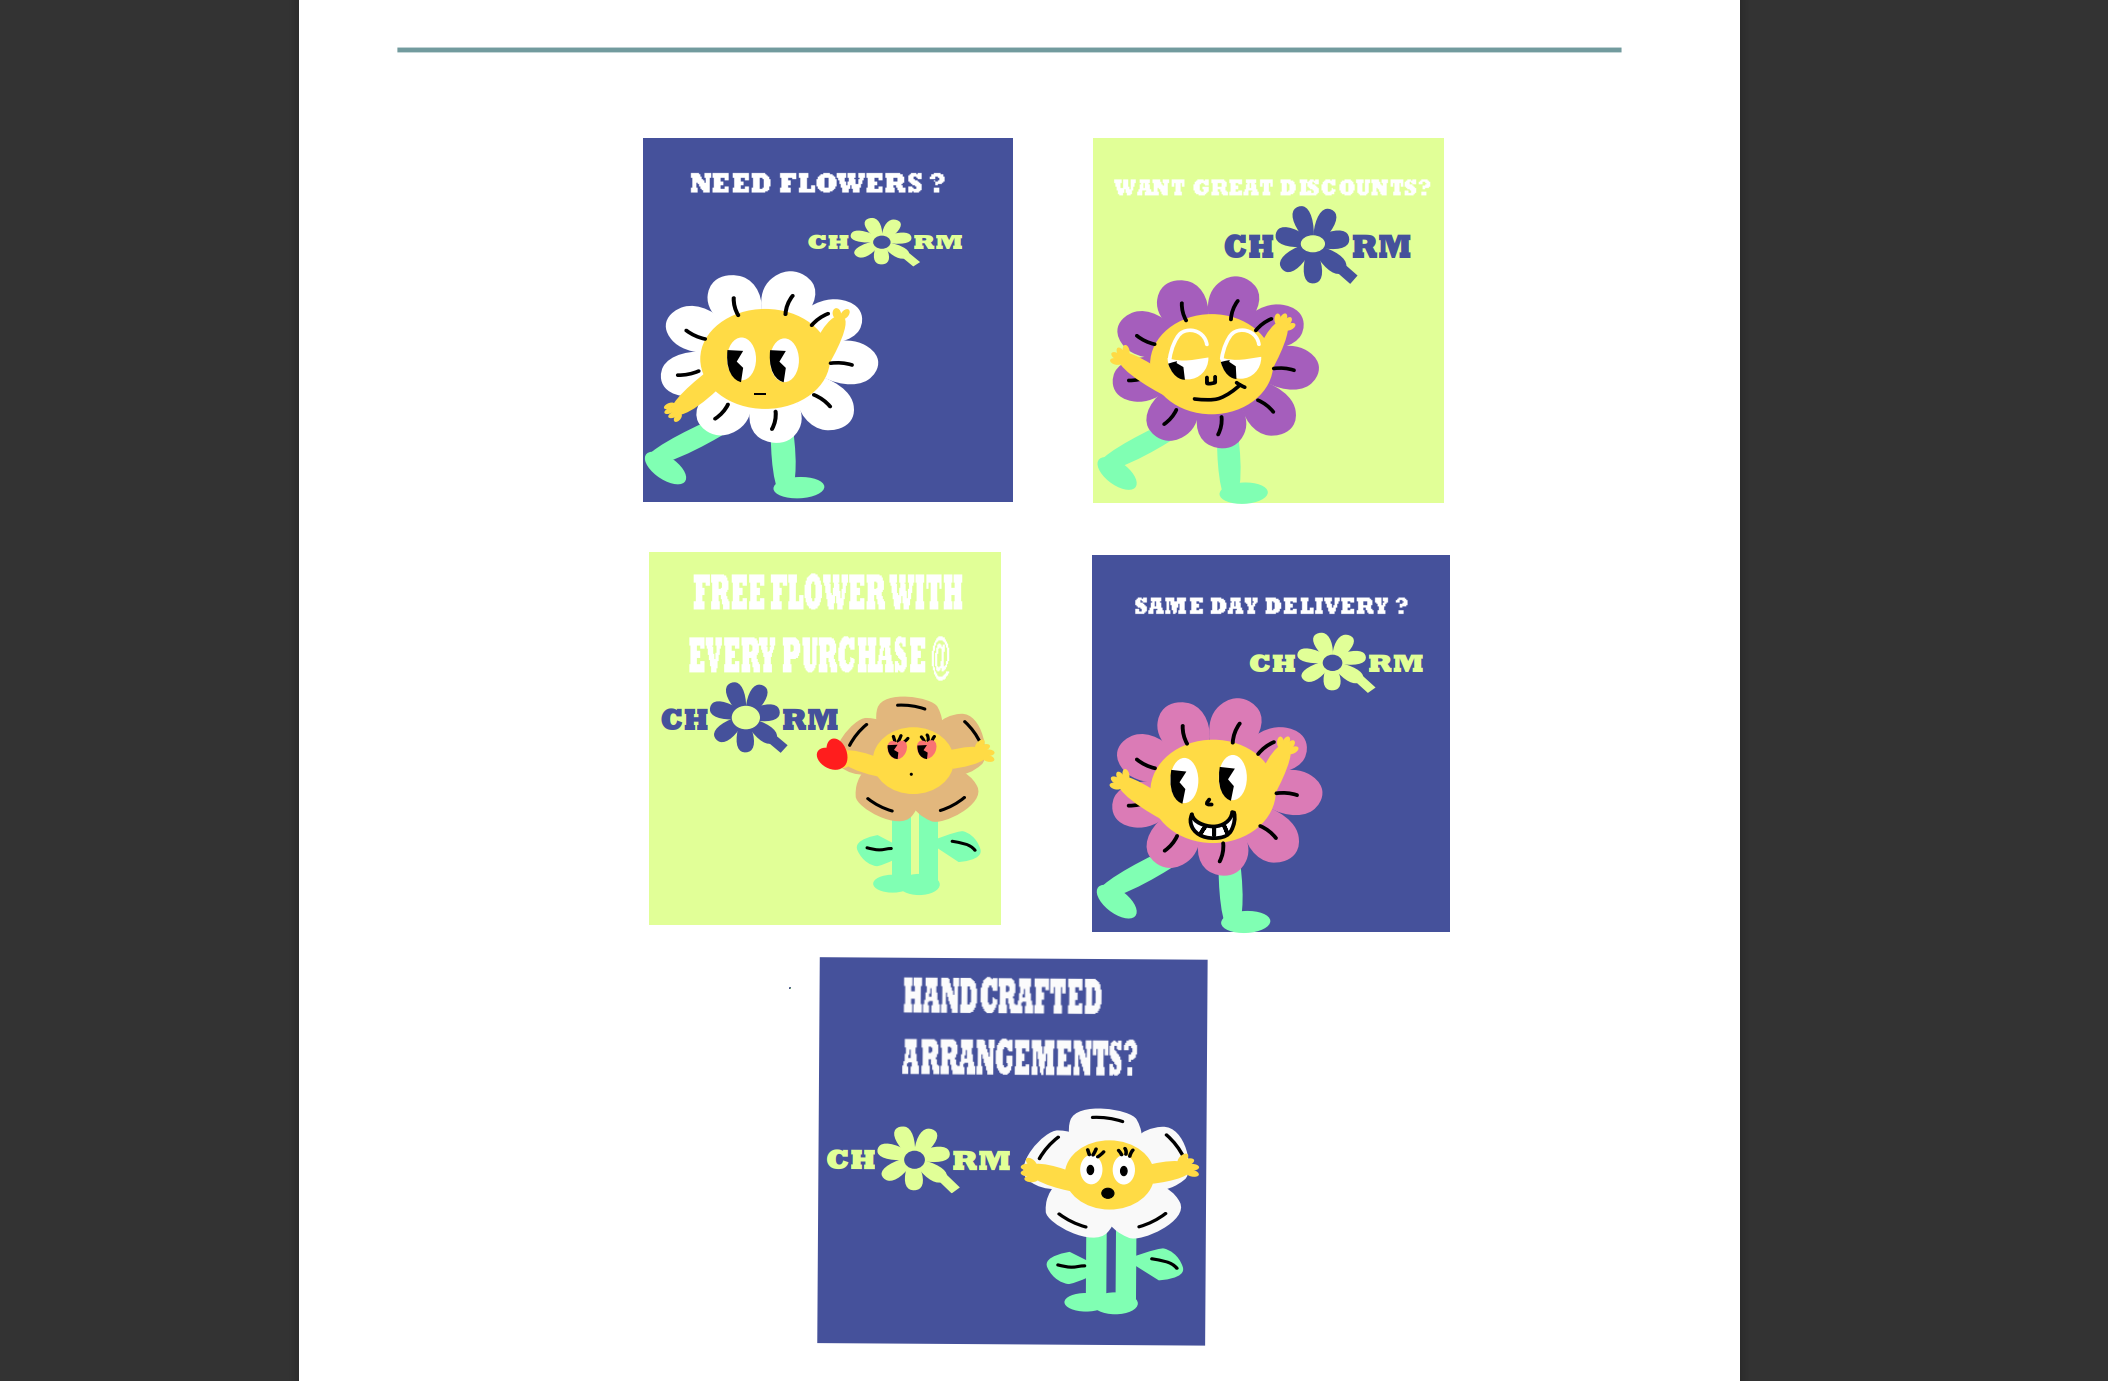 NEED FLOWERS ?
CH RM
WANT GREAT DISCOUNTS?
CH RM
FREE FLOWER WITH
EVERY PURCHASE @
CH RM
SAME DAY DELIVERY ?
CH RM
HANDCRAFTED
ARRANGEMENTS?
CH RM